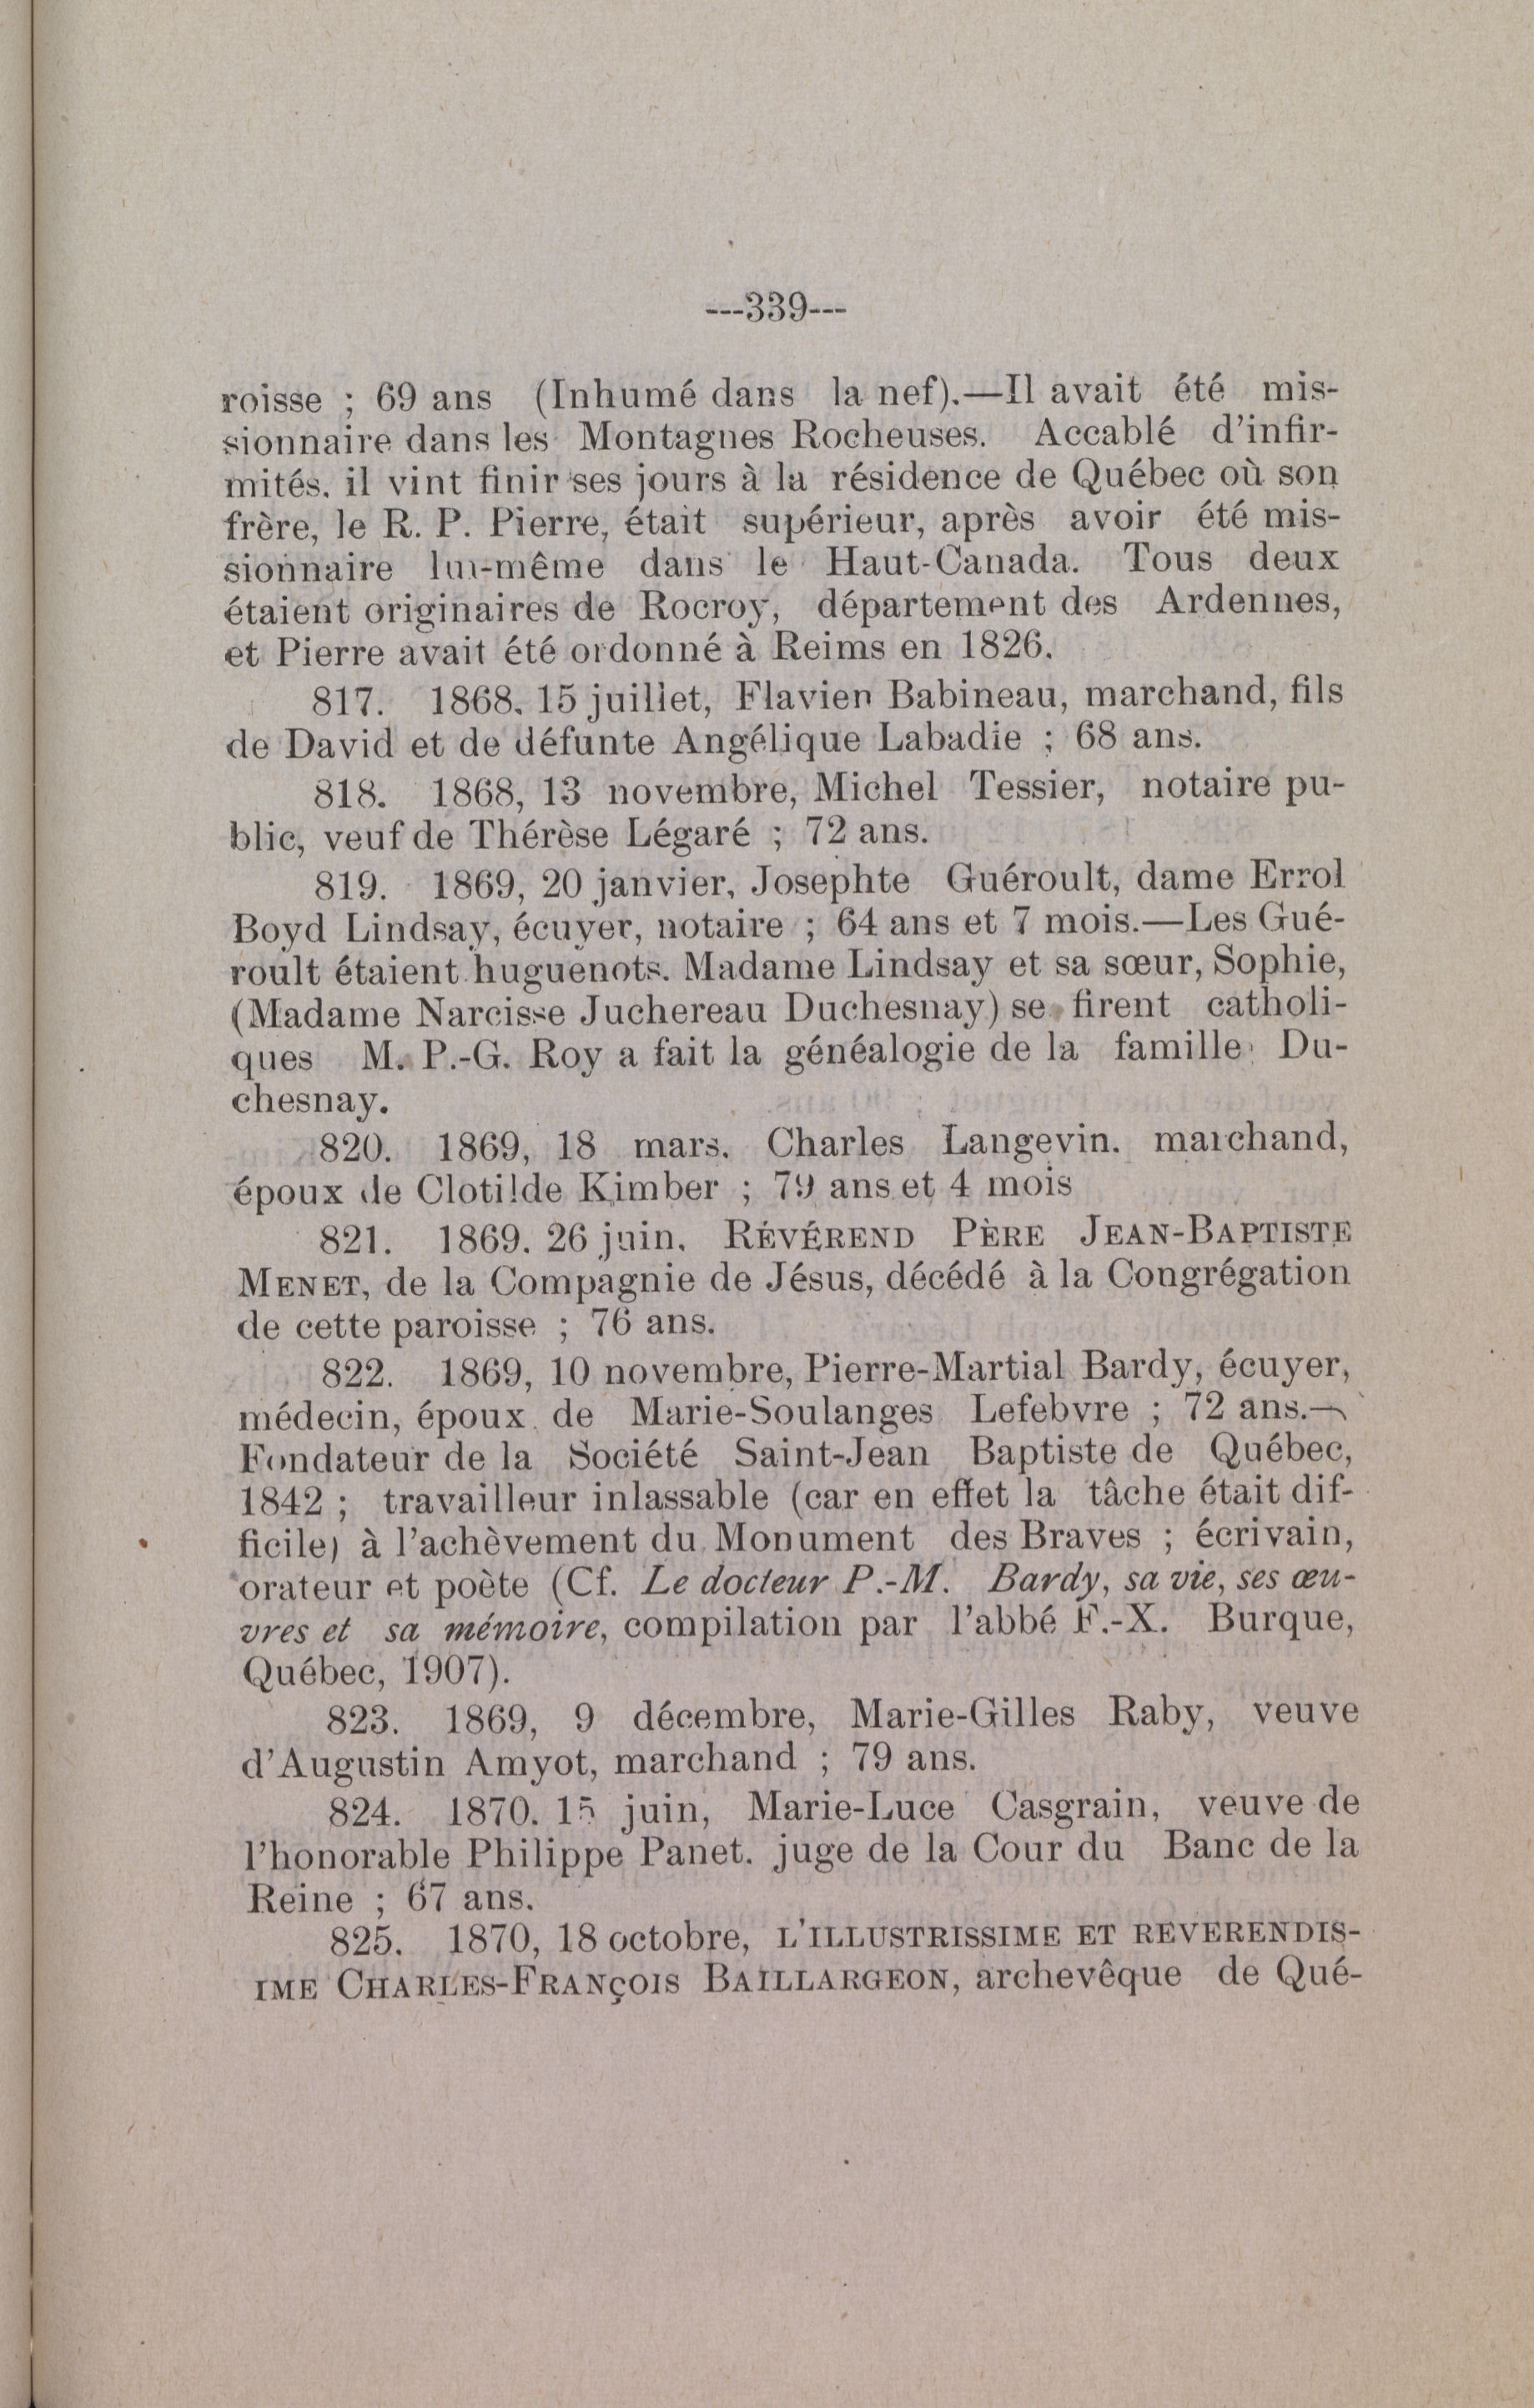 ---339---
roisse ; 69 ans (Inhumé dans la nef).—Il avait été mis-
sionnaire dans les Montagnes Rocheuses. Accablé d'infir-
mités. il vint finir ses jours à la résidence de Québec où son
frère, le R. P. Pierre, était supérieur, après avoir été mis-
sionnaire lui-même dans le Haut-Canada. Tous deux
étaient originaires de Rocroy, département des Ardennes,
et Pierre avait été ordonné à Reims en 1826.
817. 1868. 15 juillet, Flavien Babineau, marchand, fils
de David et de défunte Angélique Labadie ; 68 ans.
818. 1868, 13 novembre, Michel Tessier, notaire pu-
blic, veuf de Thérèse Légaré ; 72 ans.
819. 1869, 20 janvier, Josephte Guéroult, dame Errol
Boyd Lindsay, écuyer, notaire ; 64 ans et 7 mois.—Les Gué-
roult étaient huguenots. Madame Lindsay et sa sœur, Sophie,
(Madame Narcisse Juchereau Duchesnay) se firent catholi-
ques M. P.-G. Roy a fait la généalogie de la famille Du-
chesnay.
820. 1869, 18 mars. Charles Langevin. marchand,
époux de Clotilde Kimber ; 79 ans et 4 mois
821. 1869. 26 juin. RÉVÉREND PÈRE JEAN-BAPTISTE
MENET, de la Compagnie de Jésus, décédé à la Congrégation
de cette paroisse ; 76 ans.
822. 1869, 10 novembre, Pierre-Martial Bardy, écuyer,
médecin, époux de Marie-Soulanges Lefebvre ; 72 ans.—
Fondateur de la Société Saint-Jean Baptiste de Québec,
1842 ; travailleur inlassable (car en effet la tâche était dif-
ficile) à l'achèvement du Monument des Braves ; écrivain,
orateur et poète (Cf. Le docteur P.-M. Bardy, sa vie, ses œu-
vres et sa mémoire, compilation par l'abbé F.-X. Burque,
Québec, 1907).
823. 1869, 9 décembre, Marie-Gilles Raby, veuve
d'Augustin Amyot, marchand ; 79 ans.
824. 1870. 15 juin, Marie-Luce Casgrain, veuve de
l'honorable Philippe Panet. juge de la Cour du Banc de la
Reine ; 67 ans.
825. 1870, 18 octobre, L'ILLUSTRISSIME ET REVERENDIS-
IME CHARLES-FRANÇOIS BAILLARGEON, archevêque de Qué-